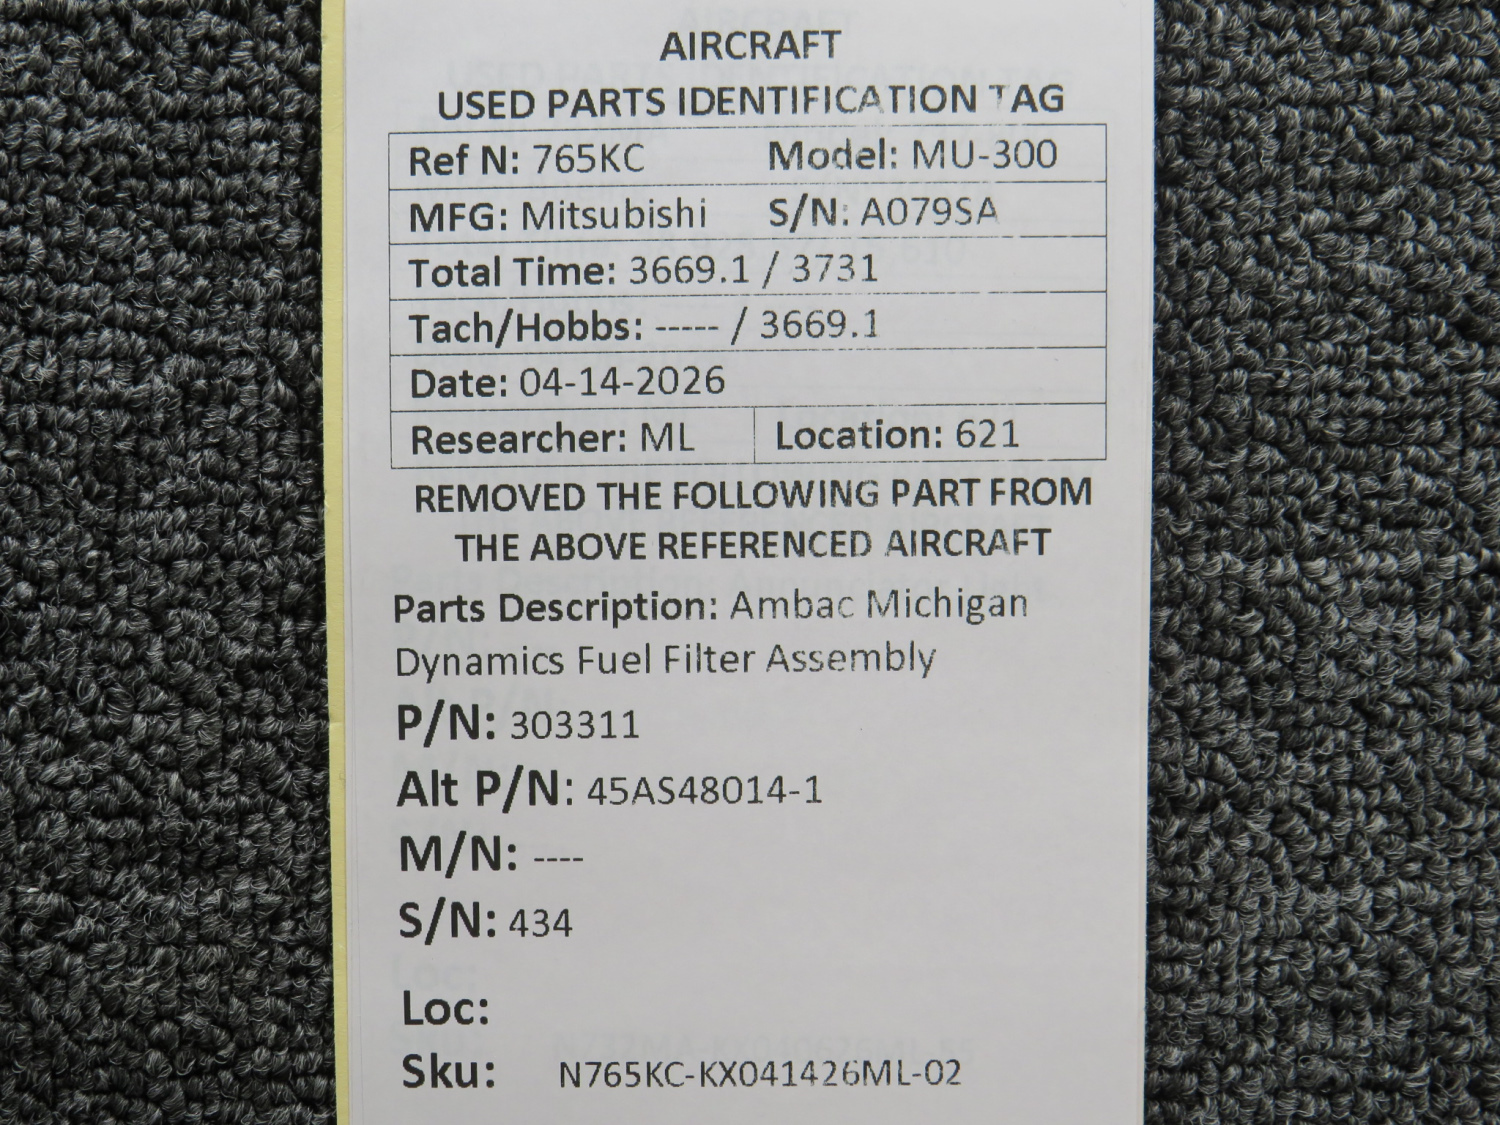 AIRCRAFT
USED PARTS IDENTIFICATION TAG
Ref N: 765KC Model: MU-300
MFG: Mitsubishi S/N: A079SA
Total Time: 3669.1 / 3731
Tach/Hobbs: ----- / 3669.1
Date: 04-14-2026
Researcher: ML Location: 621
REMOVED THE FOLLOWING PART FROM
THE ABOVE REFERENCED AIRCRAFT
Parts Description: Ambac Michigan
Dynamics Fuel Filter Assembly
P/N: 303311
Alt P/N: 45AS48014-1
M/N: ----
S/N: 434
Loc:
Sku: N765KC-KX041426ML-02